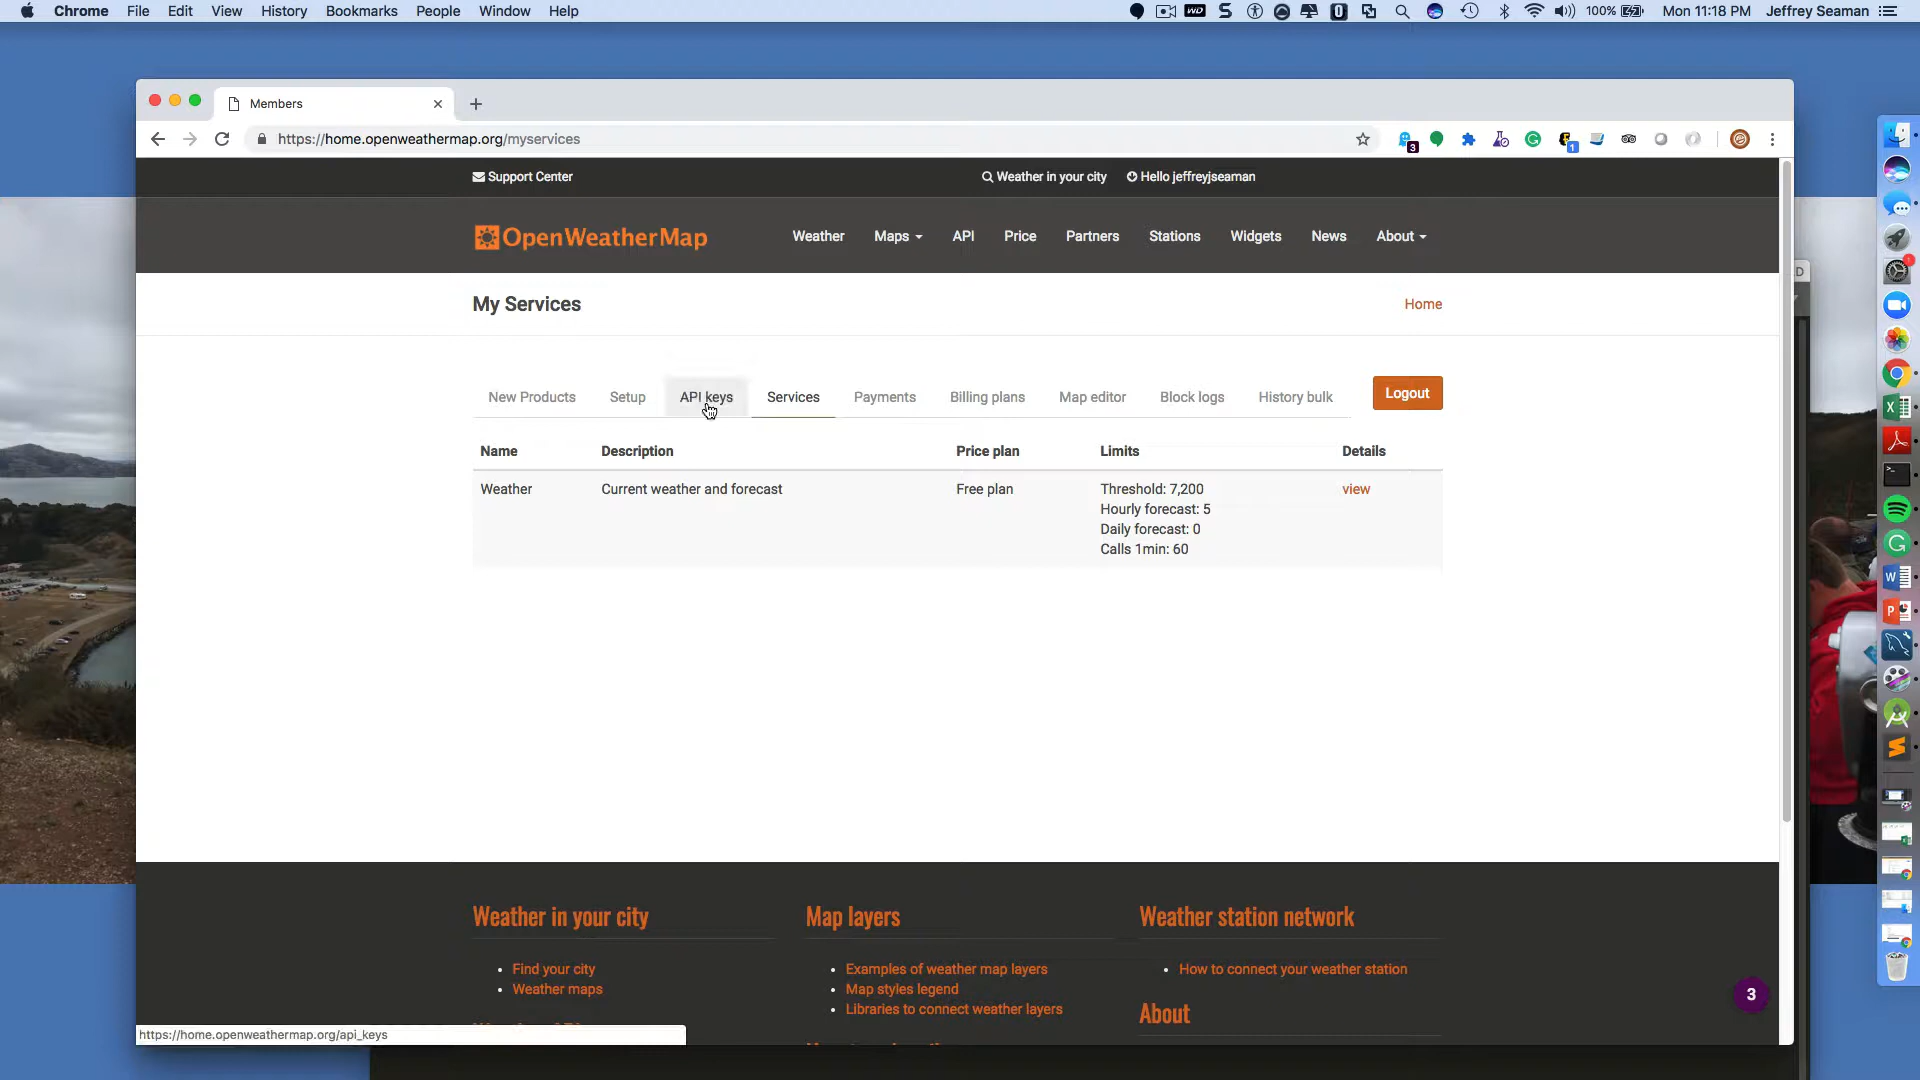 Chrome File Edit View History Bookmarks People Window Help
100% Mon 11:18 PM Jeffrey Seaman
Members
https://home.openweathermap.org/myservices
3
1
Support Center
Weather in your city
Hello jeffreyjseaman
OpenWeatherMap
Weather Maps API Price Partners Stations Widgets News About
My Services
Home
New Products Setup API keys Services Payments Billing plans Map editor Block logs History bulk Logout
Name Description Price plan Limits Details
Weather Current weather and forecast Free plan Threshold: 7,200 view
Hourly forecast: 5
Daily forecast: 0
Calls 1min: 60
Weather in your city Map layers Weather station network
Find your city
Weather maps
Examples of weather map layers
Map styles legend
Libraries to connect weather layers
How to connect your weather station
About
3
https://home.openweathermap.org/api_keys